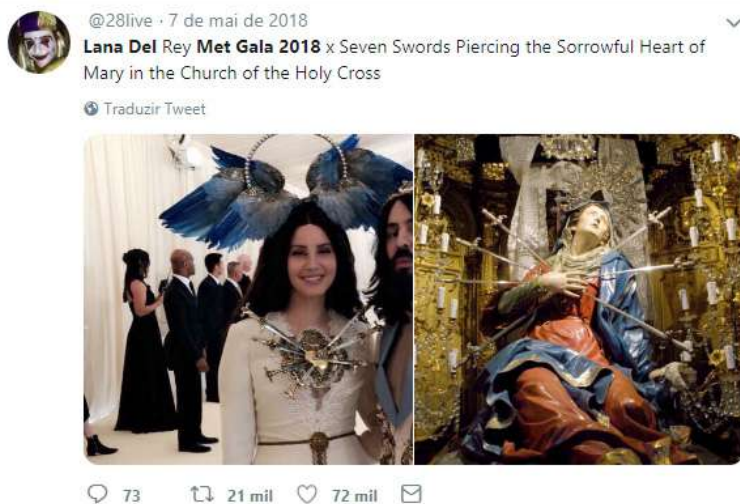 @28live · 7 de mai de 2018
Lana Del Rey Met Gala 2018 x Seven Swords Piercing the Sorrowful Heart of
Mary in the Church of the Holy Cross
Traduzir Tweet
73 21 mil 72 mil